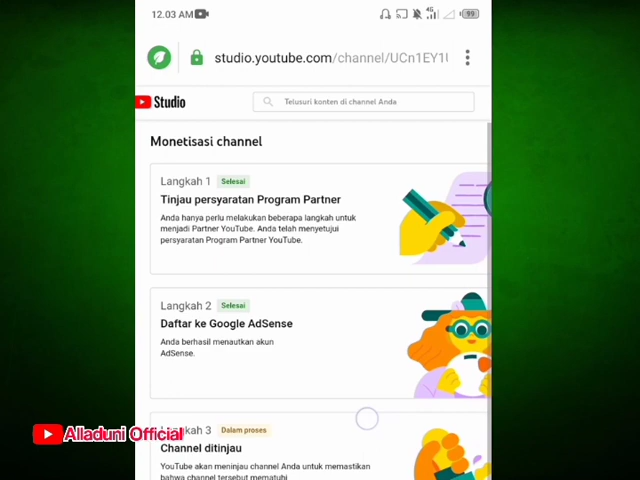 12.03 AM
4G
99
studio.youtube.com/channel/UCn1EY1
Studio
Telusuri konten di channel Anda
Monetisasi channel
Langkah 1 Selesai
Tinjau persyaratan Program Partner
Anda hanya perlu melakukan beberapa langkah untuk
menjadi Partner YouTube. Anda telah menyetujui
persyaratan Program Partner YouTube.
Langkah 2 Selesai
Daftar ke Google AdSense
Anda berhasil menautkan akun
AdSense.
Langkah 3 Dalam proses
Alladuni Official
Channel ditinjau
YouTube akan meninjau channel Anda untuk memastikan
bahwa channel tersebut mematuhi